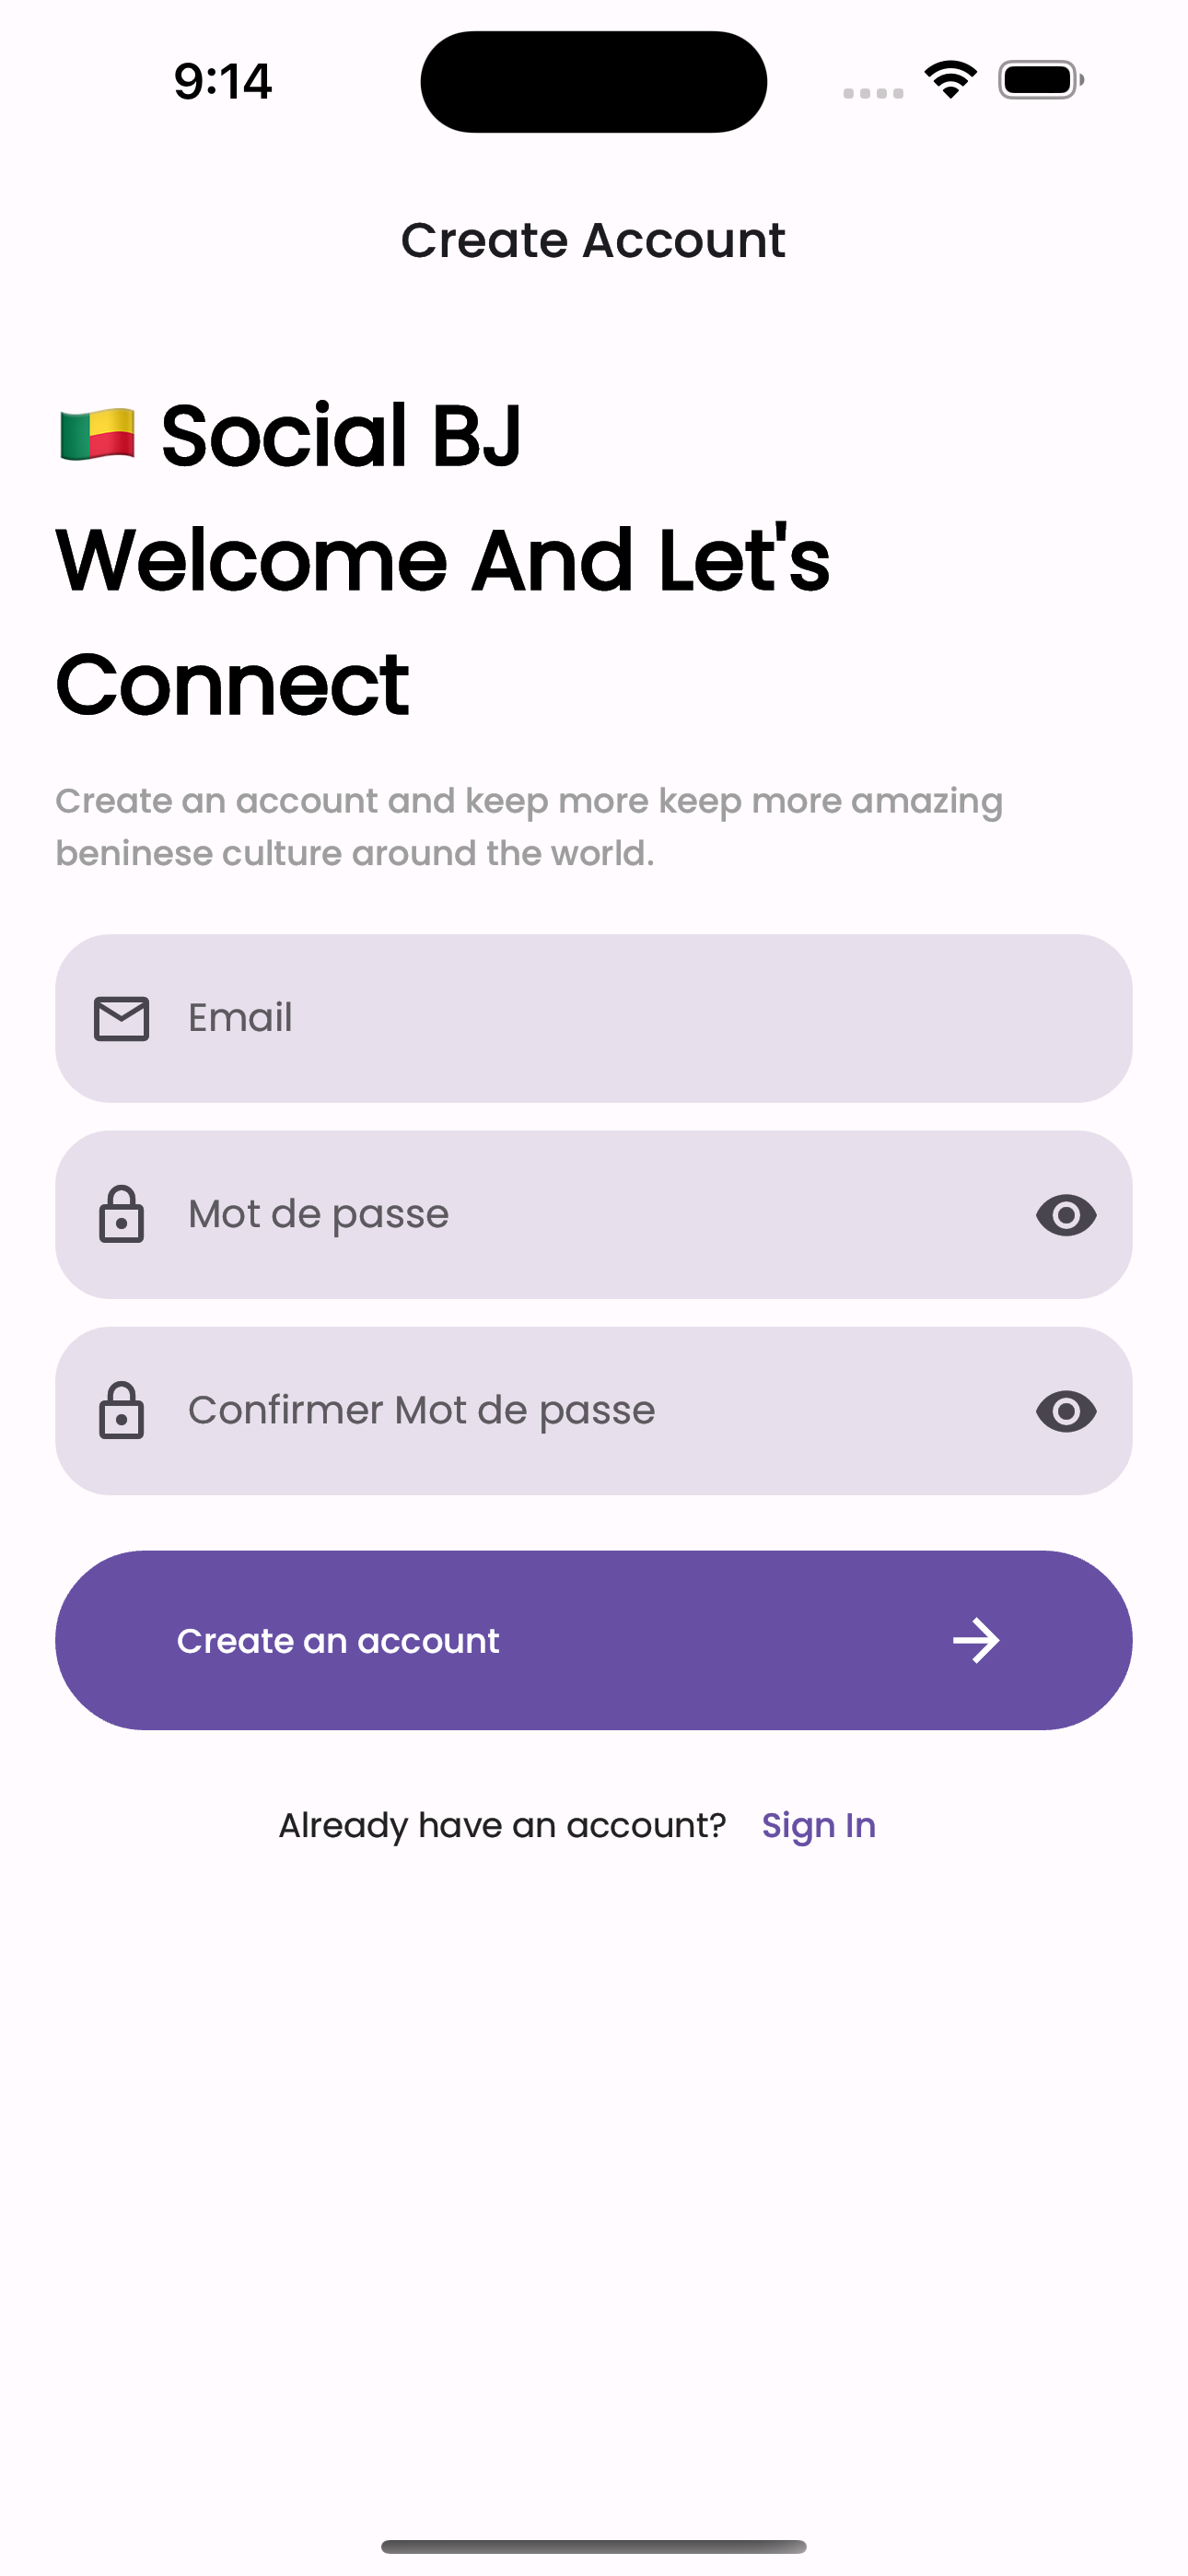 9:14
Create Account
🇧🇯 Social BJ
Welcome And Let's
Connect
Create an account and keep more keep more amazing
beninese culture around the world.
Email
Mot de passe
Confirmer Mot de passe
Create an account
Already have an account? Sign In